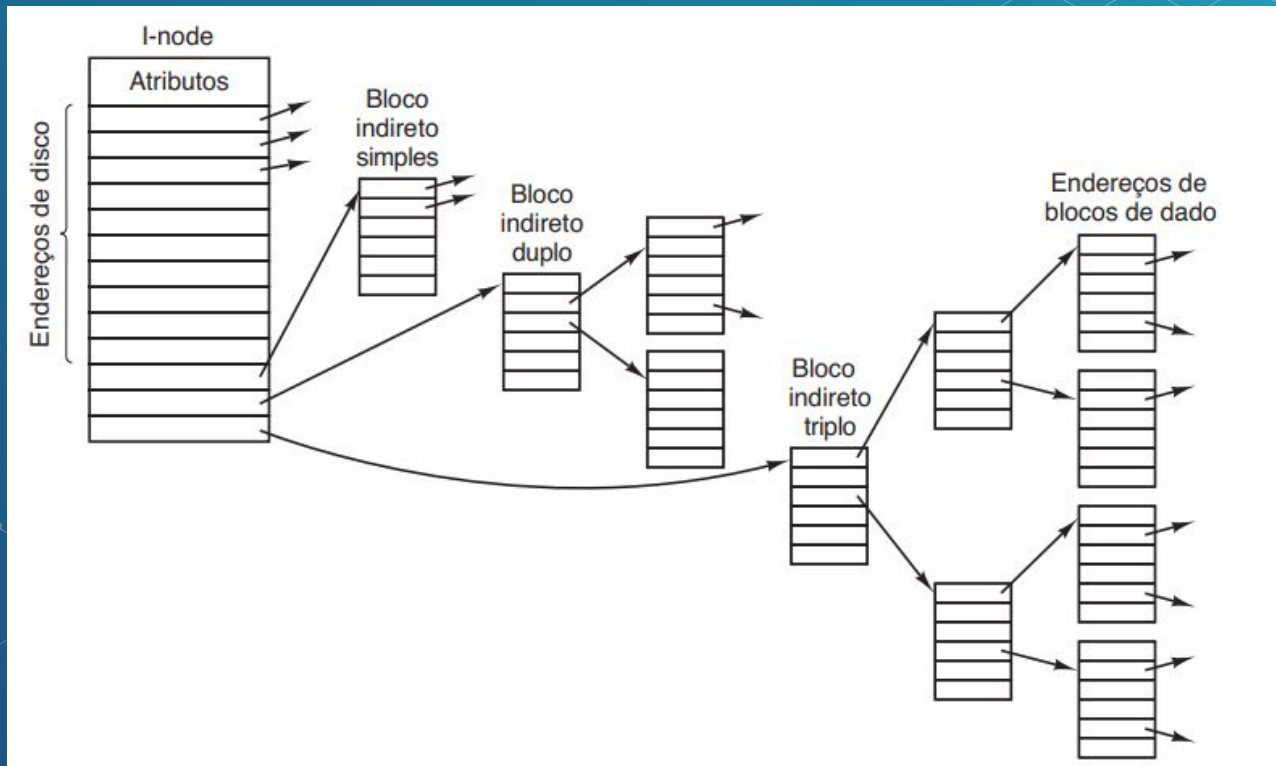 I-node
Atributos
Endereços de disco
Bloco
indireto
simples
Bloco
indireto
duplo
Bloco
indireto
triplo
Endereços de
blocos de dado